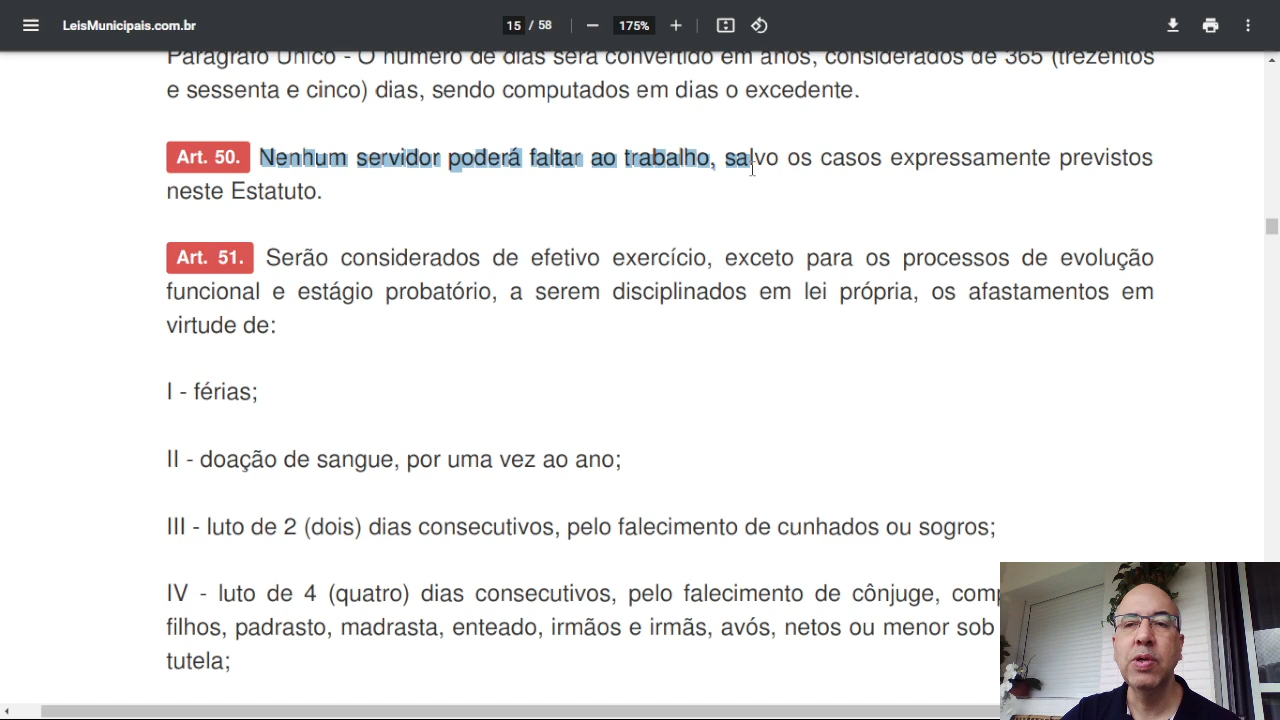 LeisMunicipais.com.br
15 / 58
175%
Parágrafo Único - O número de dias será convertido em anos, considerados de 365 (trezentos
e sessenta e cinco) dias, sendo computados em dias o excedente.
Art. 50. Nenhum servidor poderá faltar ao trabalho, salvo os casos expressamente previstos
neste Estatuto.
Art. 51. Serão considerados de efetivo exercício, exceto para os processos de evolução
funcional e estágio probatório, a serem disciplinados em lei própria, os afastamentos em
virtude de:
I - férias;
II - doação de sangue, por uma vez ao ano;
III - luto de 2 (dois) dias consecutivos, pelo falecimento de cunhados ou sogros;
IV - luto de 4 (quatro) dias consecutivos, pelo falecimento de cônjuge,
filhos, padrasto, madrasta, enteado, irmãos e irmãs, avós, netos ou menor sob
tutela;